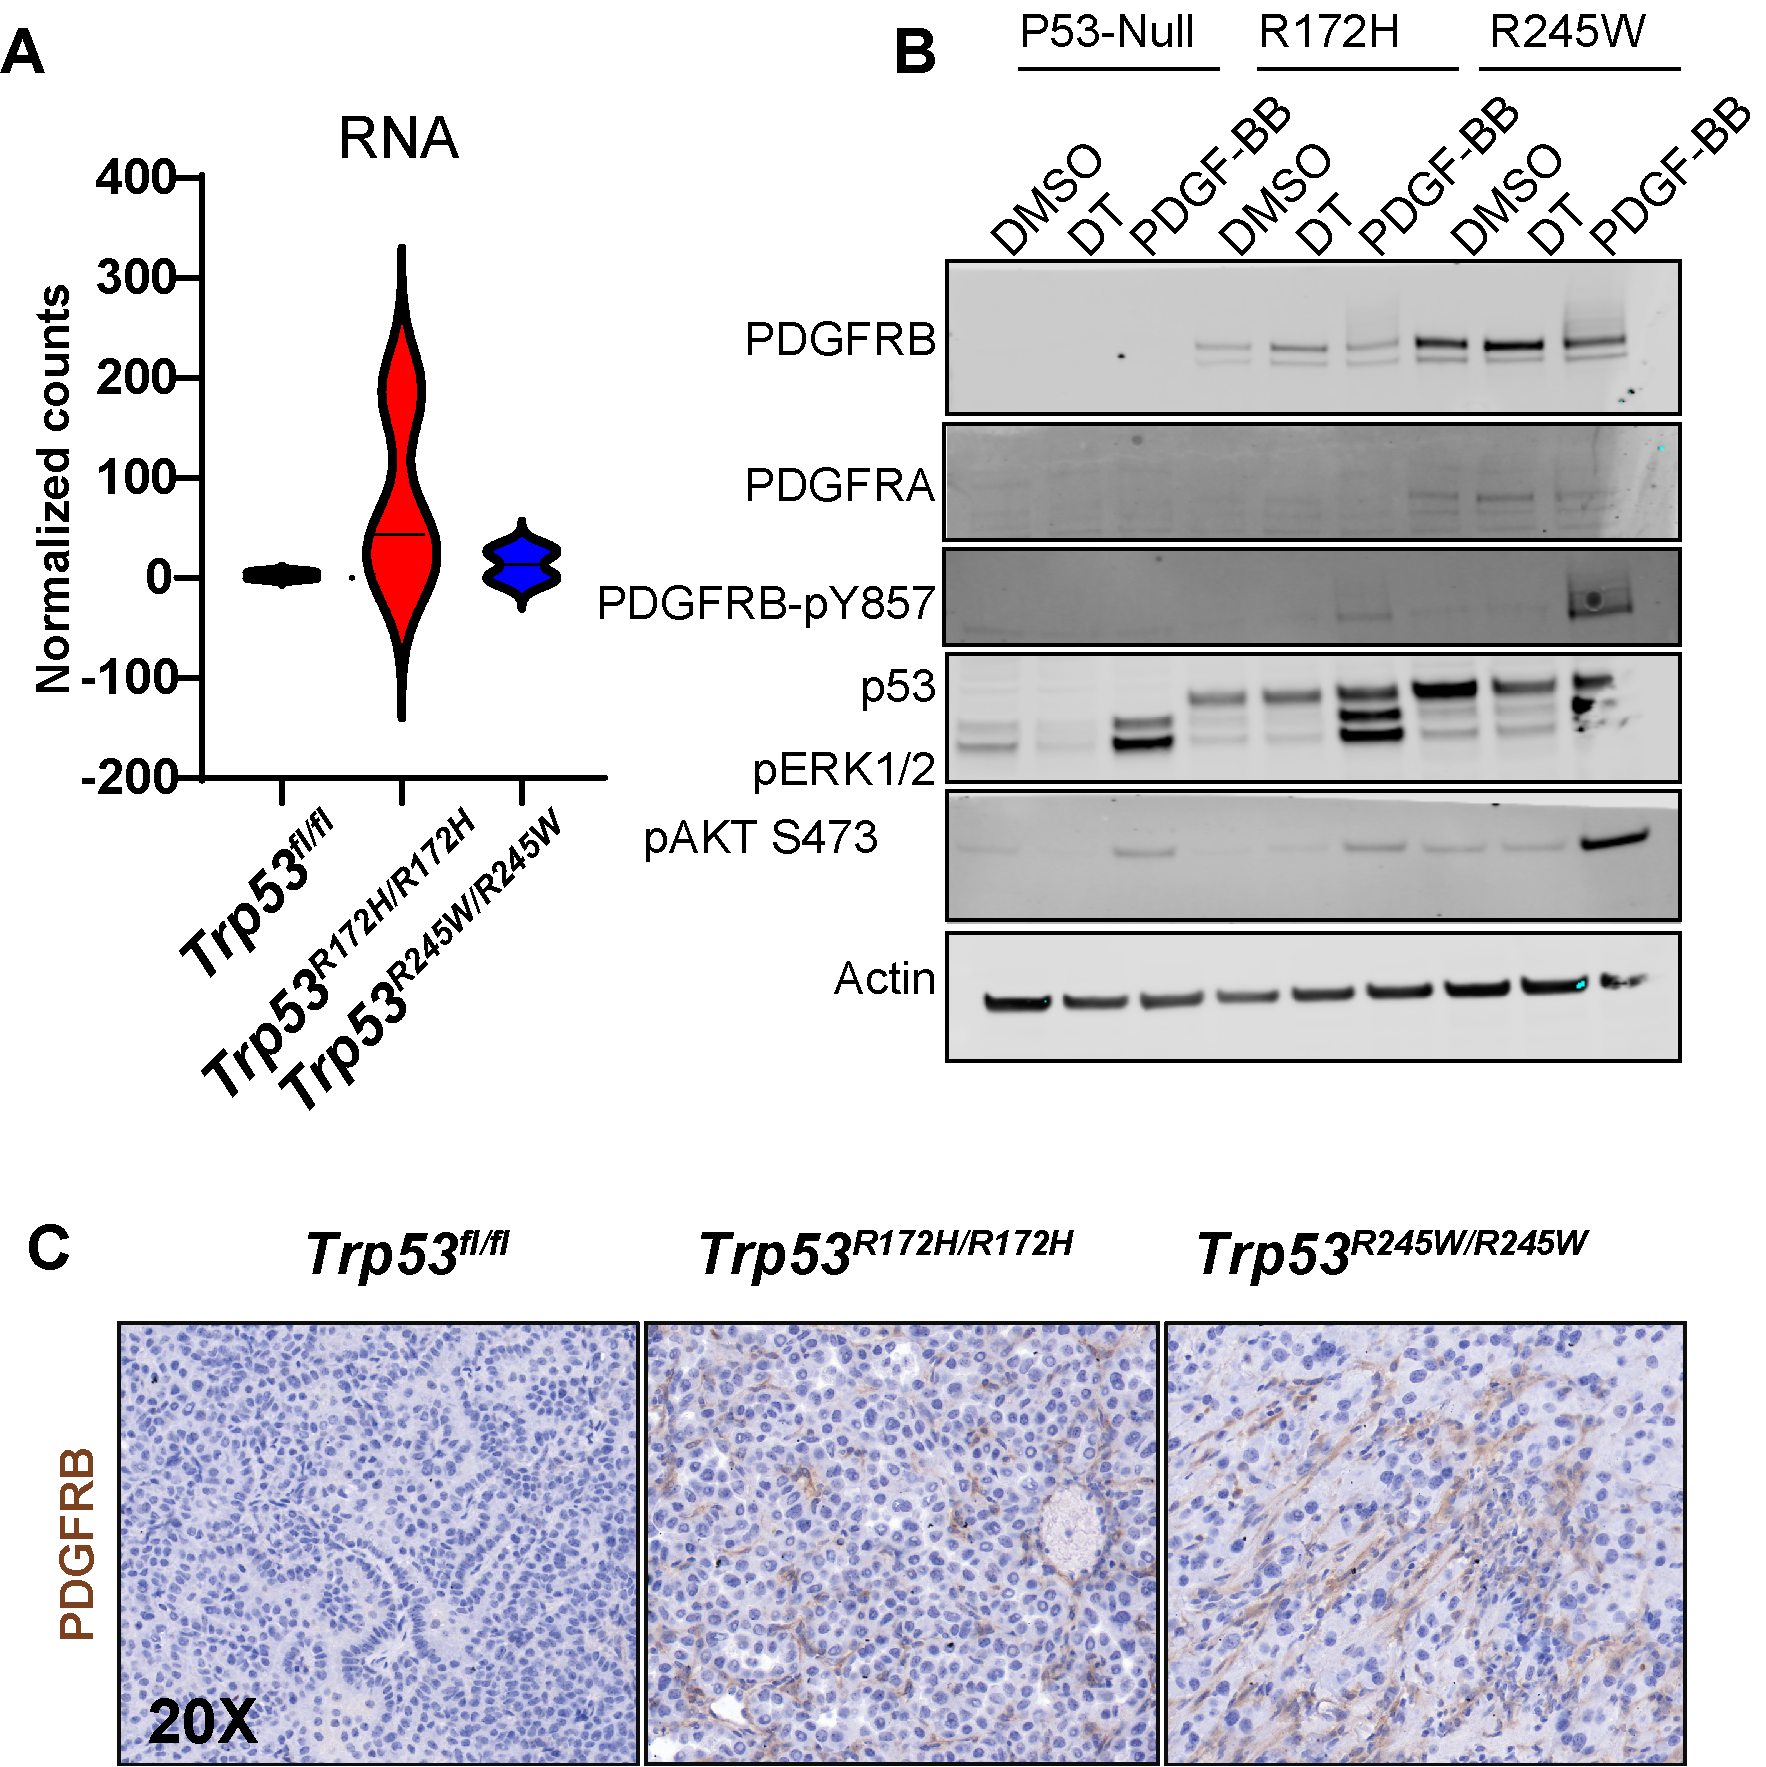 A
RNA
Normalized counts
400
300
200
100
0
-100
-200
Trp53fl/fl
Trp53R172H/R172H
Trp53R245W/R245W
B
P53-Null R172H R245W
DMSO DT PDGF-BB DMSO DT PDGF-BB DMSO DT PDGF-BB
PDGFRB
PDGFRA
PDGFRB-pY857
p53
pERK1/2
pAKT S473
Actin
C
Trp53fl/fl Trp53R172H/R172H Trp53R245W/R245W
PDGFRB
20X